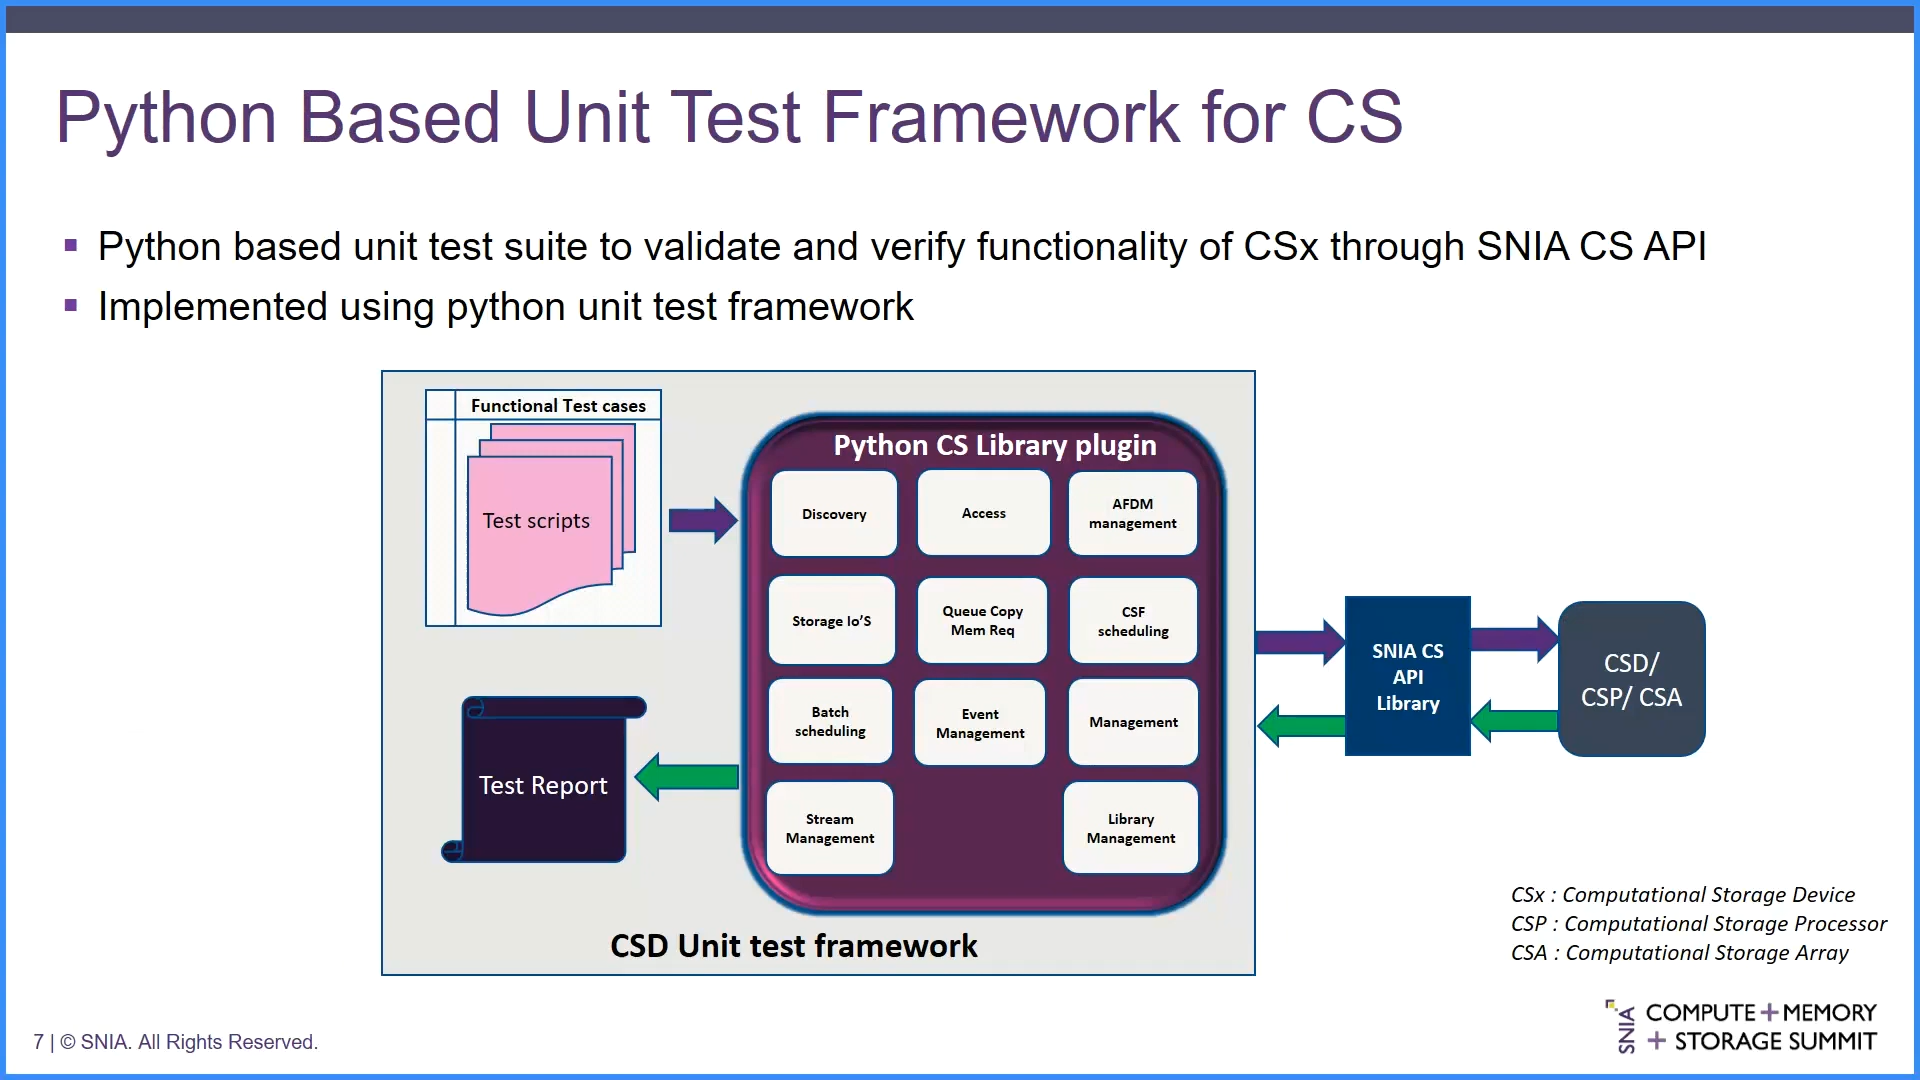 Python Based Unit Test Framework for CS
Python based unit test suite to validate and verify functionality of CSx through SNIA CS API
Implemented using python unit test framework
Functional Test cases
Test scripts
Python CS Library plugin
Discovery
Access
AFDM
management
Storage Io’S
Queue Copy
Mem Req
CSF
scheduling
Batch
scheduling
Event
Management
Management
Stream
Management
Library
Management
Test Report
CSD Unit test framework
SNIA CS
API
Library
CSD/
CSP/ CSA
CSx : Computational Storage Device
CSP : Computational Storage Processor
CSA : Computational Storage Array
7 | © SNIA. All Rights Reserved.
SNIA
COMPUTE+MEMORY
+ STORAGE SUMMIT